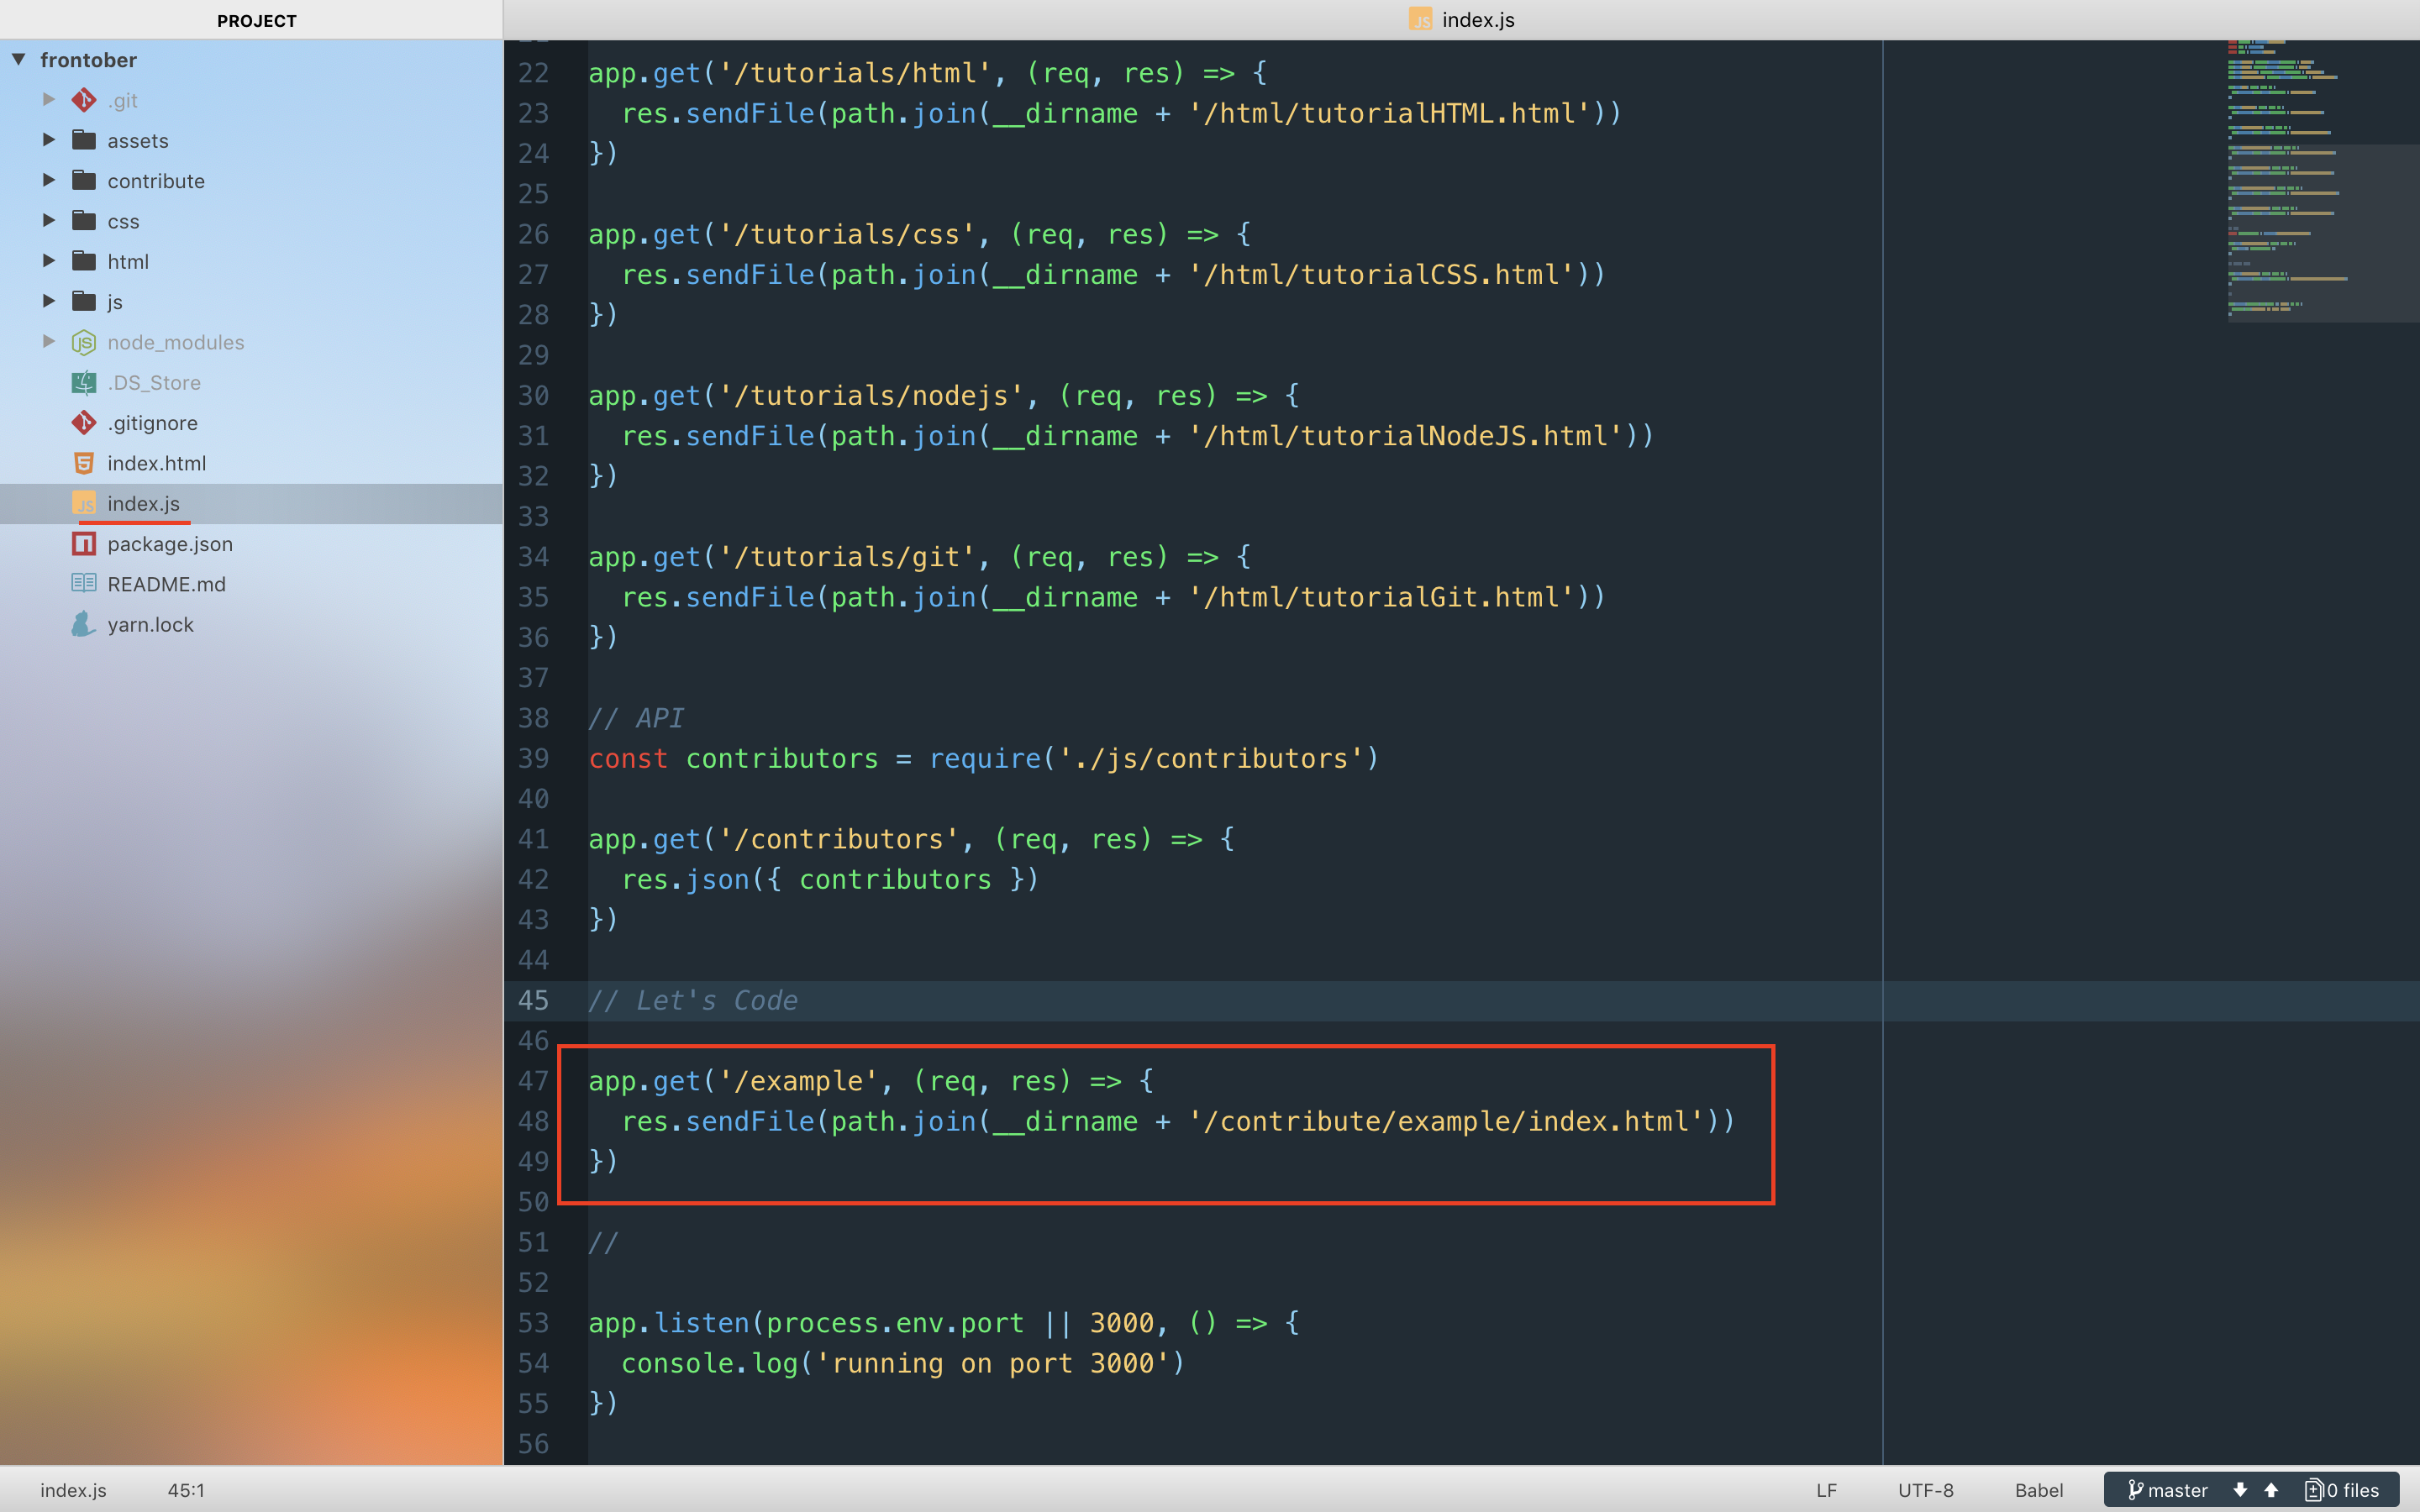 PROJECT
frontober
.git
assets
contribute
css
html
js
node_modules
.DS_Store
.gitignore
index.html
index.js
package.json
README.md
yarn.lock
index.js
22 app.get('/tutorials/html', (req, res) => {
23   res.sendFile(path.join(__dirname + '/html/tutorialHTML.html'))
24 })
25
26 app.get('/tutorials/css', (req, res) => {
27   res.sendFile(path.join(__dirname + '/html/tutorialCSS.html'))
28 })
29
30 app.get('/tutorials/nodejs', (req, res) => {
31   res.sendFile(path.join(__dirname + '/html/tutorialNodeJS.html'))
32 })
33
34 app.get('/tutorials/git', (req, res) => {
35   res.sendFile(path.join(__dirname + '/html/tutorialGit.html'))
36 })
37
38 // API
39 const contributors = require('./js/contributors')
40
41 app.get('/contributors', (req, res) => {
42   res.json({ contributors })
43 })
44
45 // Let's Code
46
47 app.get('/example', (req, res) => {
48   res.sendFile(path.join(__dirname + '/contribute/example/index.html'))
49 })
50
51 //
52
53 app.listen(process.env.port || 3000, () => {
54   console.log('running on port 3000')
55 })
56
index.js 45:1 LF UTF-8 Babel master 0 files